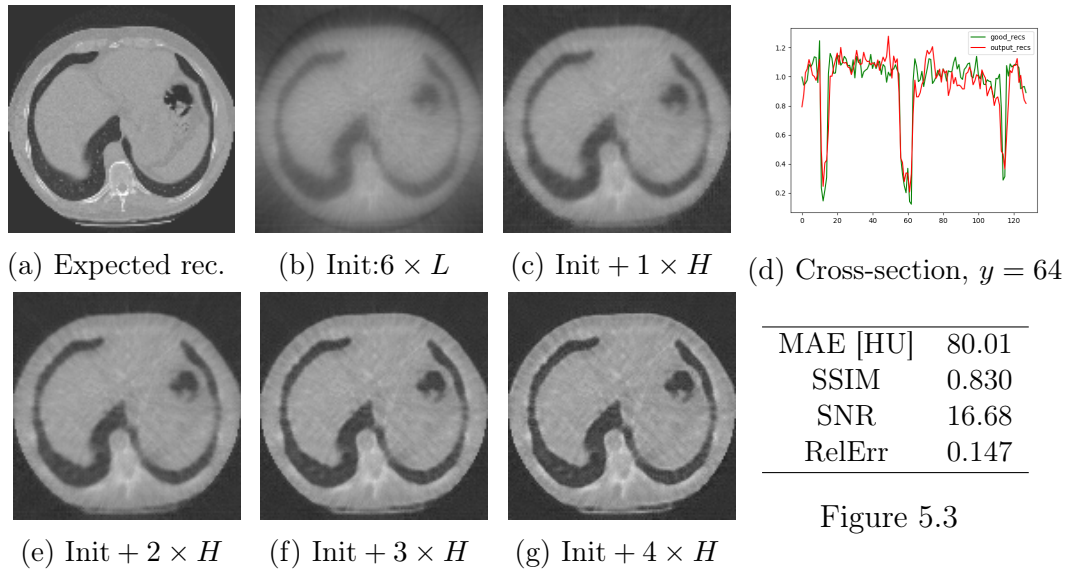 good_recs
output_recs
1.2
1.0
0.8
0.6
0.4
0.2
0 20 40 60 80 100 120
(a) Expected rec.
(b) Init:6 × L
(c) Init + 1 × H
(d) Cross-section, y = 64
MAE [HU] 80.01
SSIM 0.830
SNR 16.68
RelErr 0.147
Figure 5.3
(e) Init + 2 × H
(f) Init + 3 × H
(g) Init + 4 × H